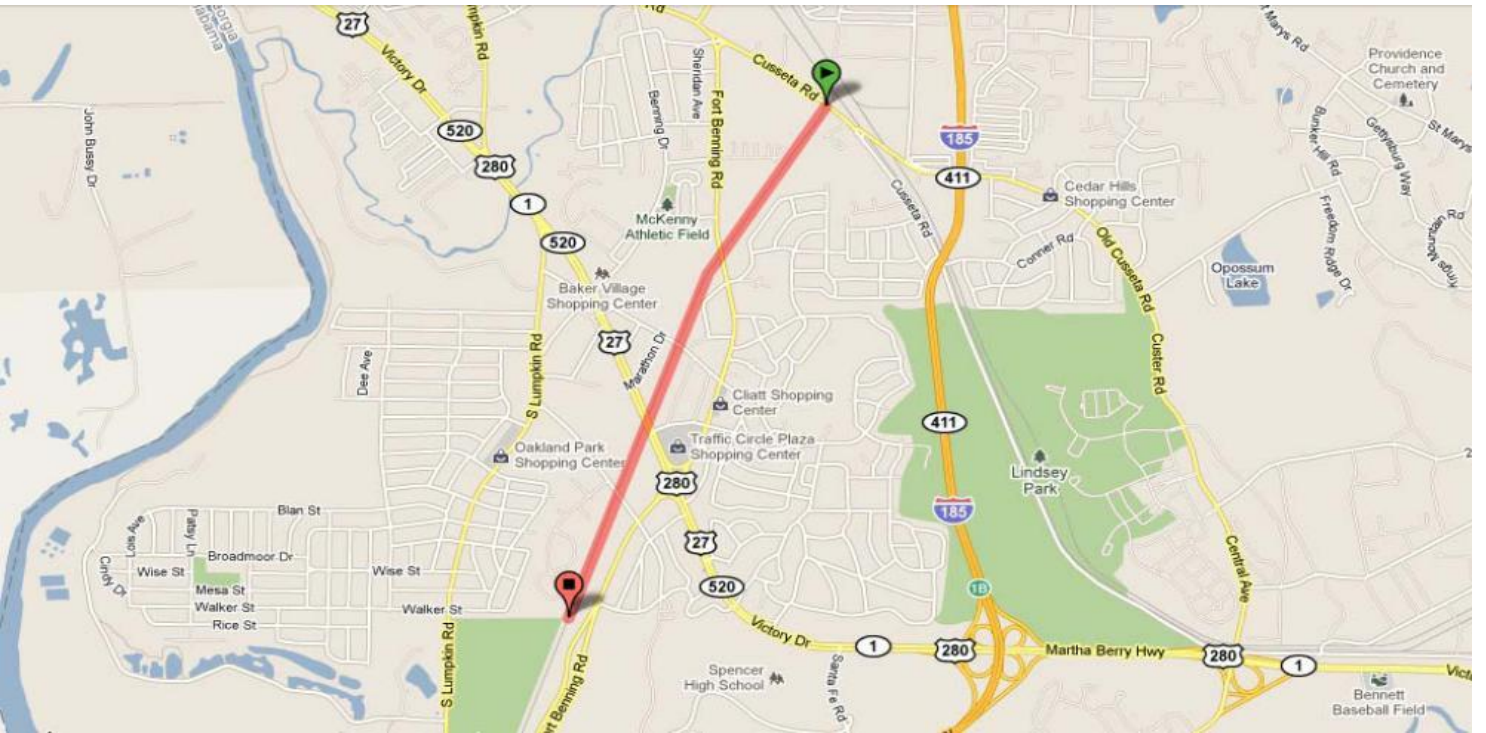 Georgia
Alabama
27
Victory Dr
Rd
Cusseta Rd
Sheridan Ave
Benning Dr
Fort Benning Rd
St Marys Rd
Providence
Church and
Cemetery
St Marys
Bunker Hill Rd
Gettysburg Way
Freedom Ridge Dr
Kings Mountain Rd
John Bussy Dr
520
280
1
520
185
411
Cedar Hills
Shopping Center
Cusseta Rd
Conner Rd
Old Cusseta Rd
Opossum
Lake
McKenny
Athletic Field
Baker Village
Shopping Center
27
Marathon Dr
S Lumpkin Rd
Dee Ave
Custer Rd
Cliatt Shopping
Center
411
Traffic Circle Plaza
Shopping Center
Oakland Park
Shopping Center
280
Lindsey
Park
185
Blan St
Lois Ave
Patsy Ln
Broadmoor Dr
Cindy Dr
Wise St
Wise St
Mesa St
Walker St
Walker St
Rice St
27
520
1B
Central Ave
Victory Dr
1
280
Martha Berry Hwy
280
1
S Lumpkin Rd
Spencer
High School
Santa Fe Rd
Bennett
Baseball Field